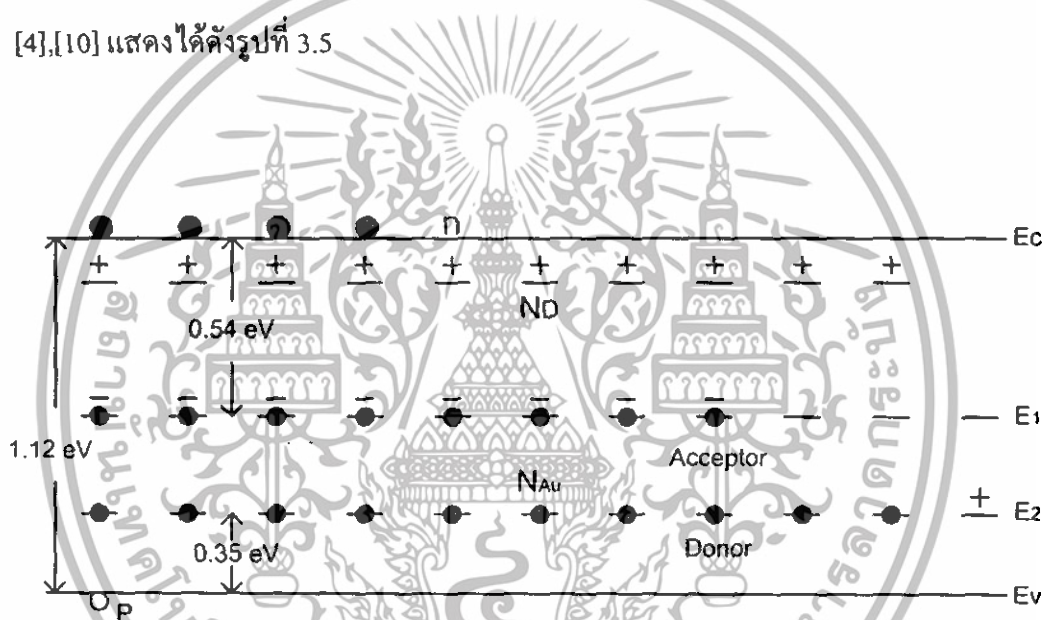 [4],[10] แสดงได้ดังรูปที่ 3.5
n
Ec
+ + + + + + + + + +
ND
0.54 eV
E1
1.12 eV
Acceptor
NAu
+
E2
0.35 eV
Donor
Ev
P